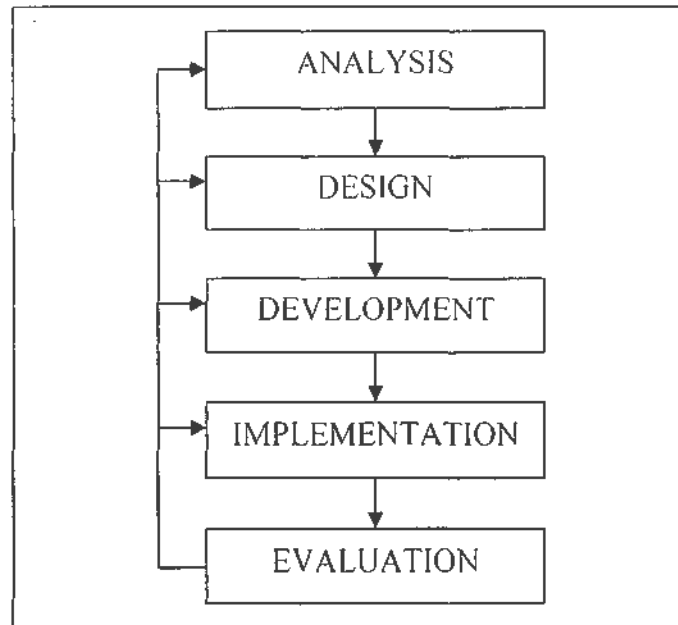 ANALYSIS
DESIGN
DEVELOPMENT
IMPLEMENTATION
EVALUATION